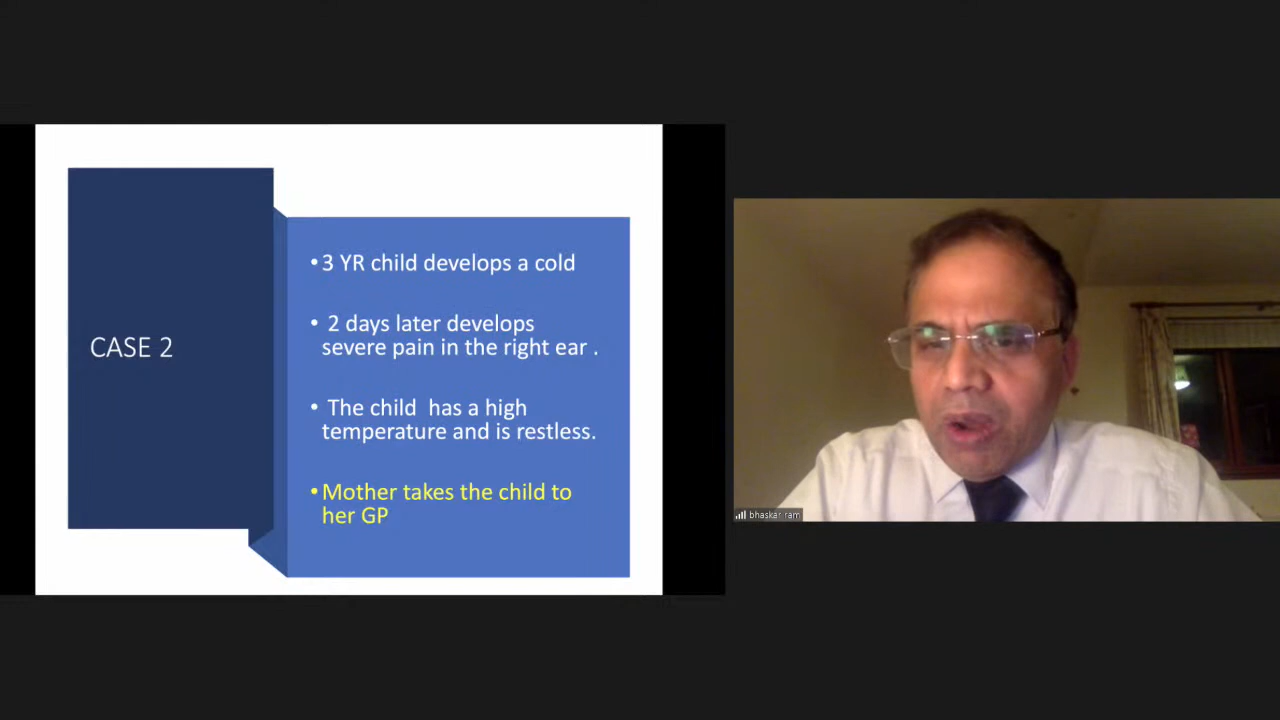 CASE 2
•3 YR child develops a cold
• 2 days later develops
severe pain in the right ear .
• The child  has a high
temperature and is restless.
•Mother takes the child to
her GP
bhaskar ram